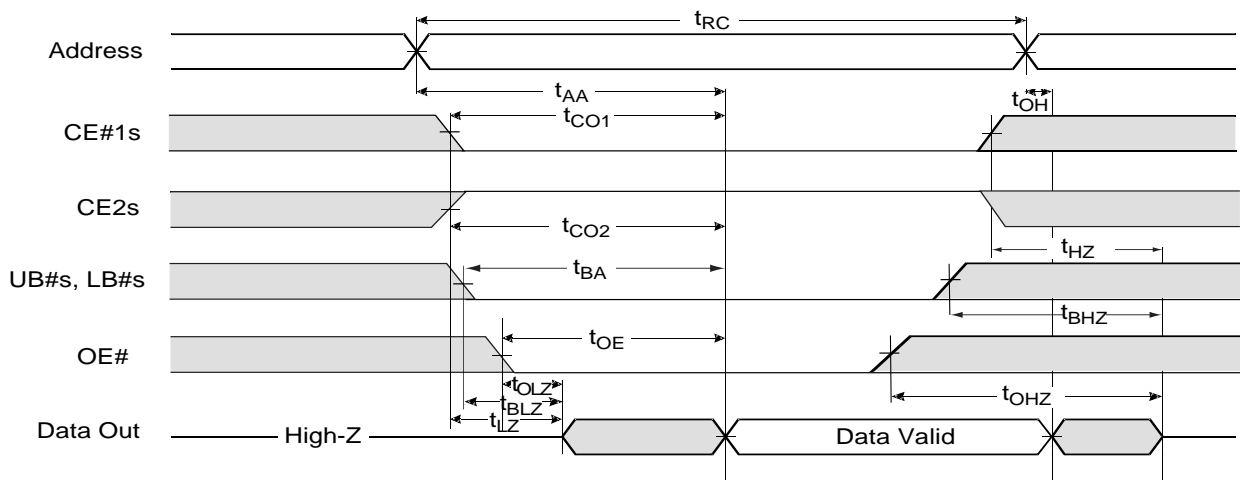 tRC
Address
tAA
tOH
tCO1
CE#1s
CE2s
tCO2
tHZ
tBA
UB#s, LB#s
tBHZ
tOE
OE#
tOLZ
tBLZ
tOHZ
tLZ
Data Out
High-Z
Data Valid